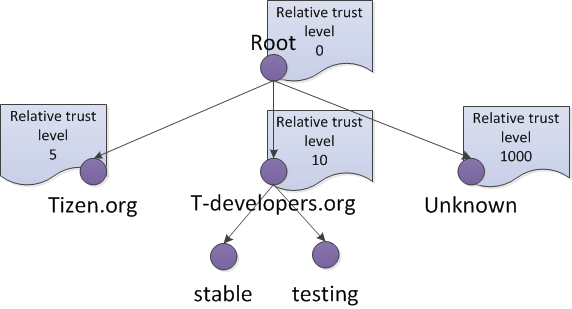 Relative trust
level
0
Root
Relative trust
level
5
Relative trust
level
10
Relative trust
level
1000
Tizen.org
T-developers.org
Unknown
stable
testing